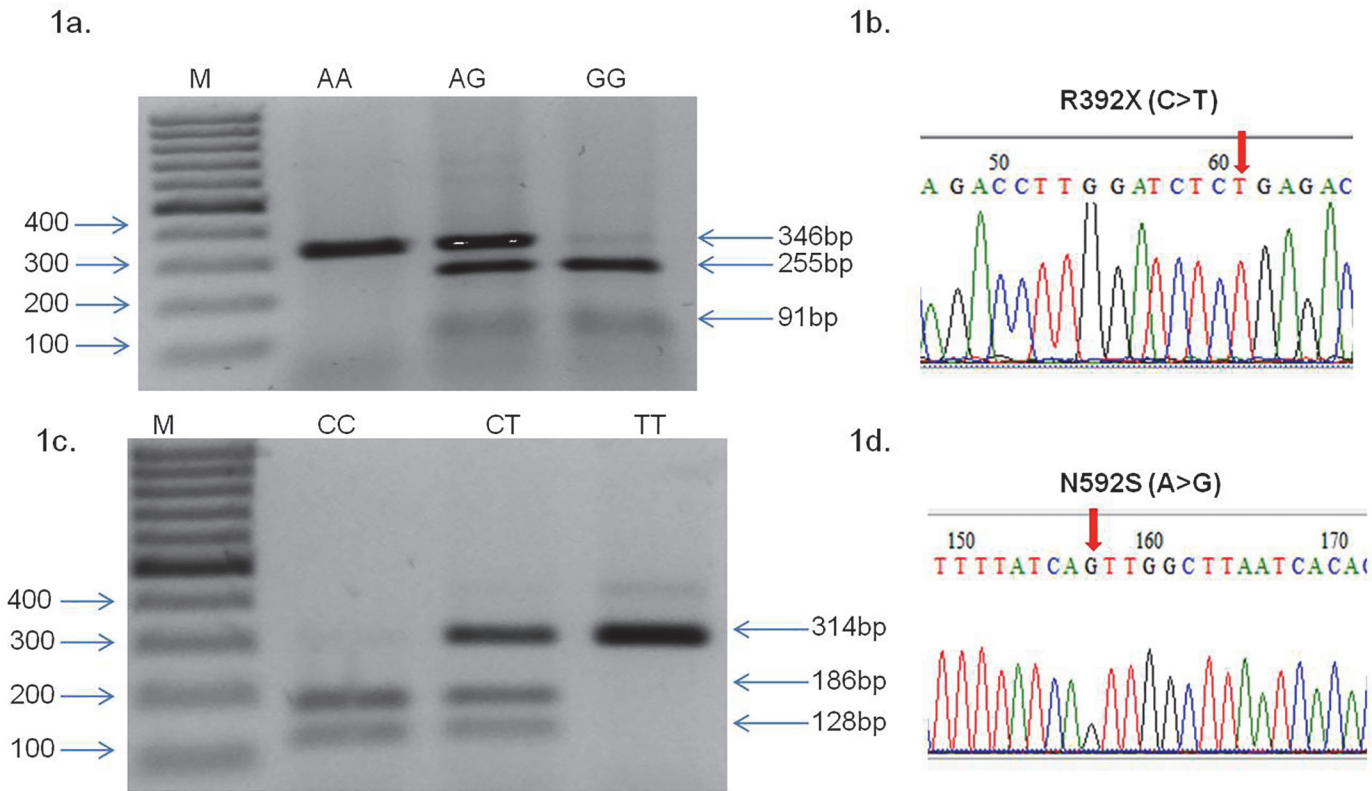 1a.
M AA AG GG
400
300
200
100
346bp
255bp
91bp
1b.
R392X (C>T)
50 60
A G A C C T T G G A T C T C T G A G A C
1c.
M CC CT TT
400
300
200
100
314bp
186bp
128bp
1d.
N592S (A>G)
150 160 170
T T T T A T C A G T T G G C T T A A T C A C A